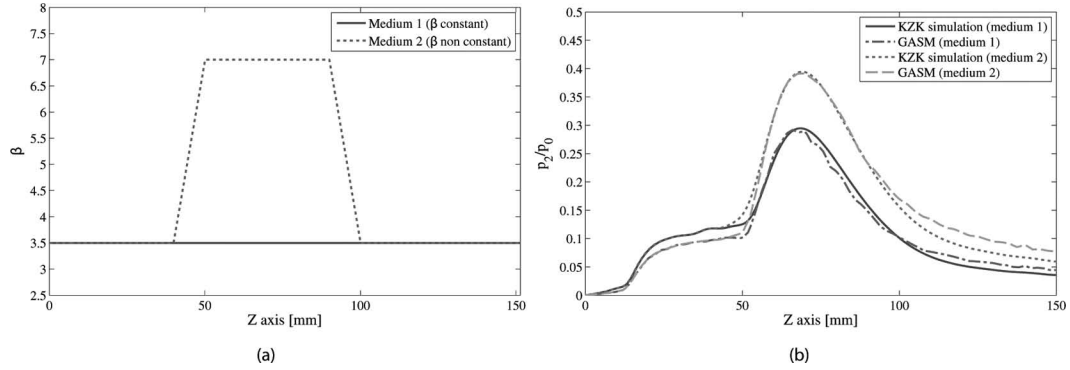 8
7.5
7
6.5
6
5.5
5
4.5
4
3.5
3
2.5
β
0
50
100
150
Z axis [mm]
Medium 1 (β constant)
Medium 2 (β non constant)
(a)
0.5
0.45
0.4
0.35
0.3
0.25
0.2
0.15
0.1
0.05
0
p2/p0
0
50
100
150
Z axis [mm]
KZK simulation (medium 1)
GASM (medium 1)
KZK simulation (medium 2)
GASM (medium 2)
(b)